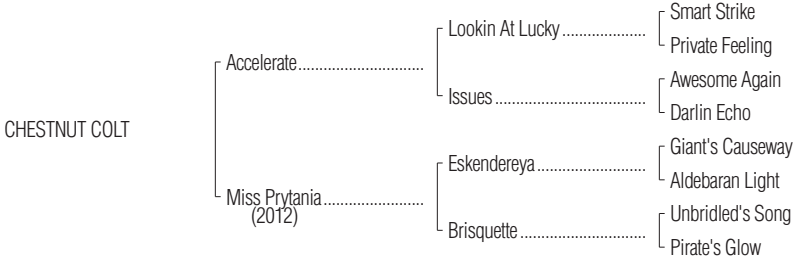 Smart Strike
Lookin At Lucky
Private Feeling
Accelerate
Awesome Again
Issues
Darlin Echo
CHESTNUT COLT
Giant's Causeway
Eskendereya
Aldebaran Light
Miss Prytania
(2012)
Unbridled's Song
Brisquette
Pirate's Glow